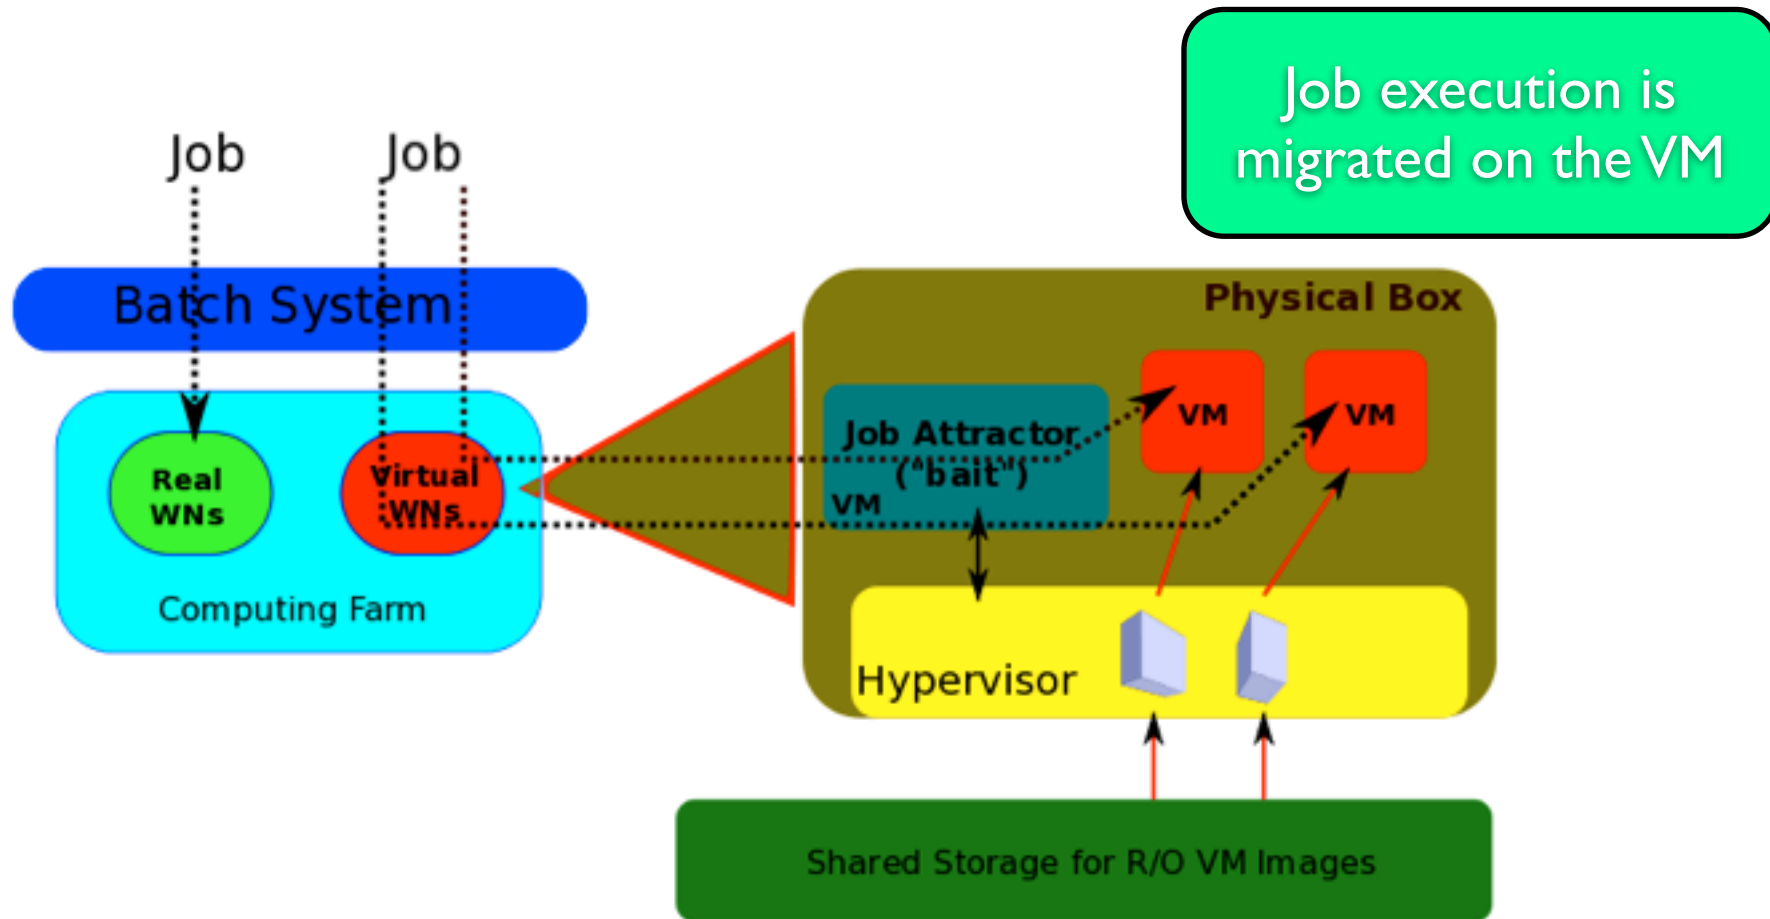 Job execution is
migrated on the VM
Job
Job
Batch System
Physical Box
Real
WNs
Virtual
WNs
Computing Farm
Job Attractor
("bait")
VM
VM
VM
Hypervisor
Shared Storage for R/O VM Images